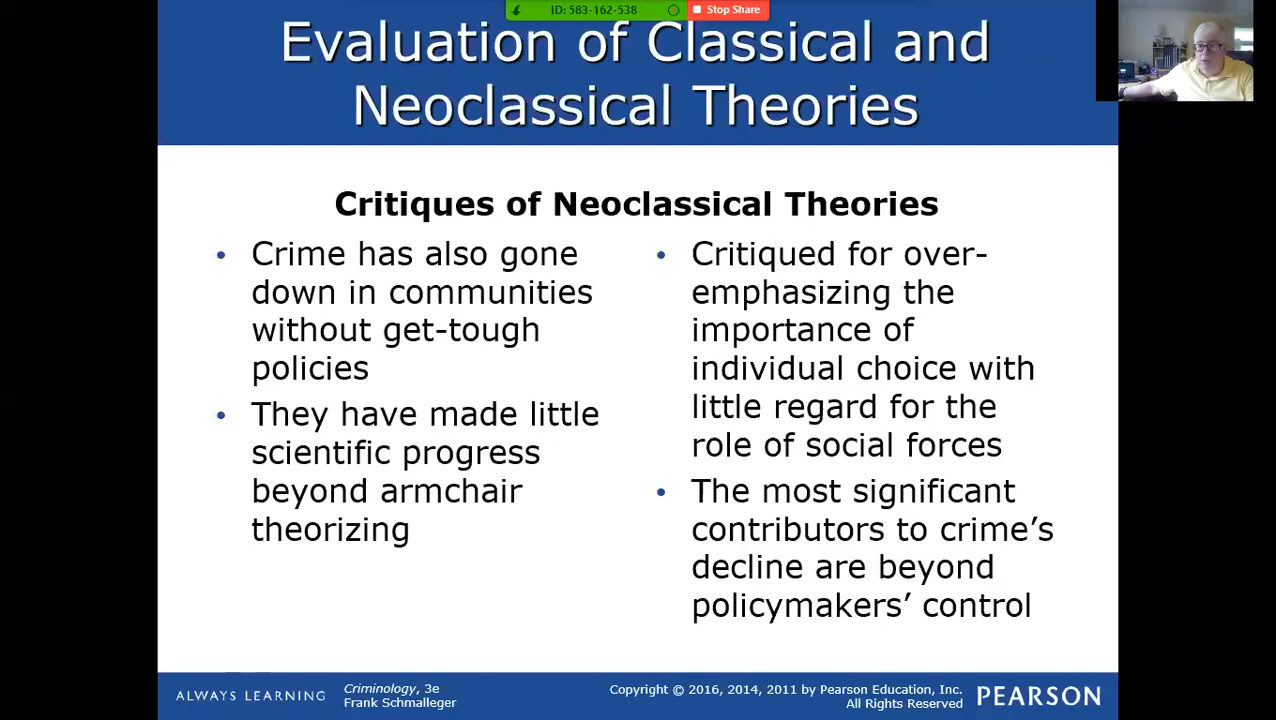 ID: 583-162-538
Stop Share
Evaluation of Classical and
Neoclassical Theories
Critiques of Neoclassical Theories
• Crime has also gone
down in communities
without get-tough
policies
• They have made little
scientific progress
beyond armchair
theorizing
• Critiqued for over-
emphasizing the
importance of
individual choice with
little regard for the
role of social forces
• The most significant
contributors to crime’s
decline are beyond
policymakers’ control
ALWAYS LEARNING
Criminology, 3e
Frank Schmalleger
Copyright © 2016, 2014, 2011 by Pearson Education, Inc.
All Rights Reserved
PEARSON